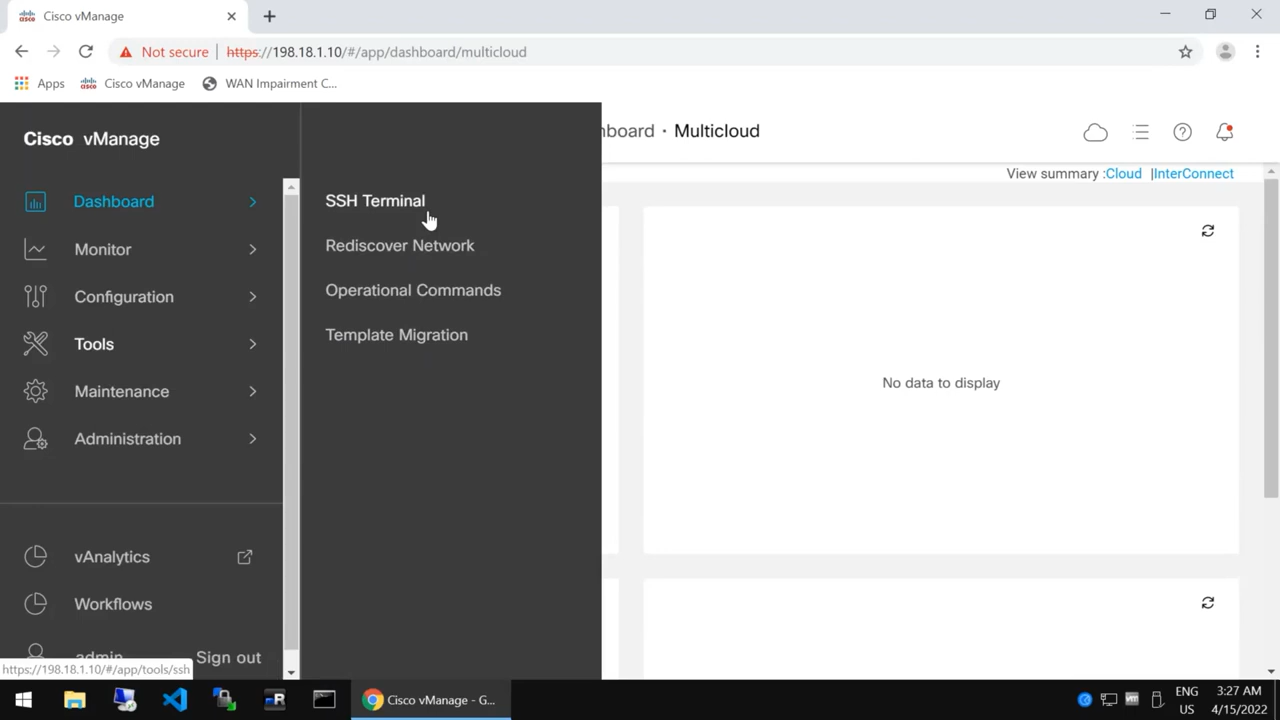 Cisco vManage
Not secure | https://198.18.1.10/#/app/dashboard/multicloud
Apps
Cisco vManage
WAN Impairment C...
Cisco vManage
Dashboard
Monitor
Configuration
Tools
Maintenance
Administration
vAnalytics
Workflows
admin
Sign out
SSH Terminal
Rediscover Network
Operational Commands
Template Migration
nboard · Multicloud
View summary :Cloud |InterConnect
No data to display
https://198.18.1.10/#/app/tools/ssh
Cisco vManage - G...
ENG
US
3:27 AM
4/15/2022